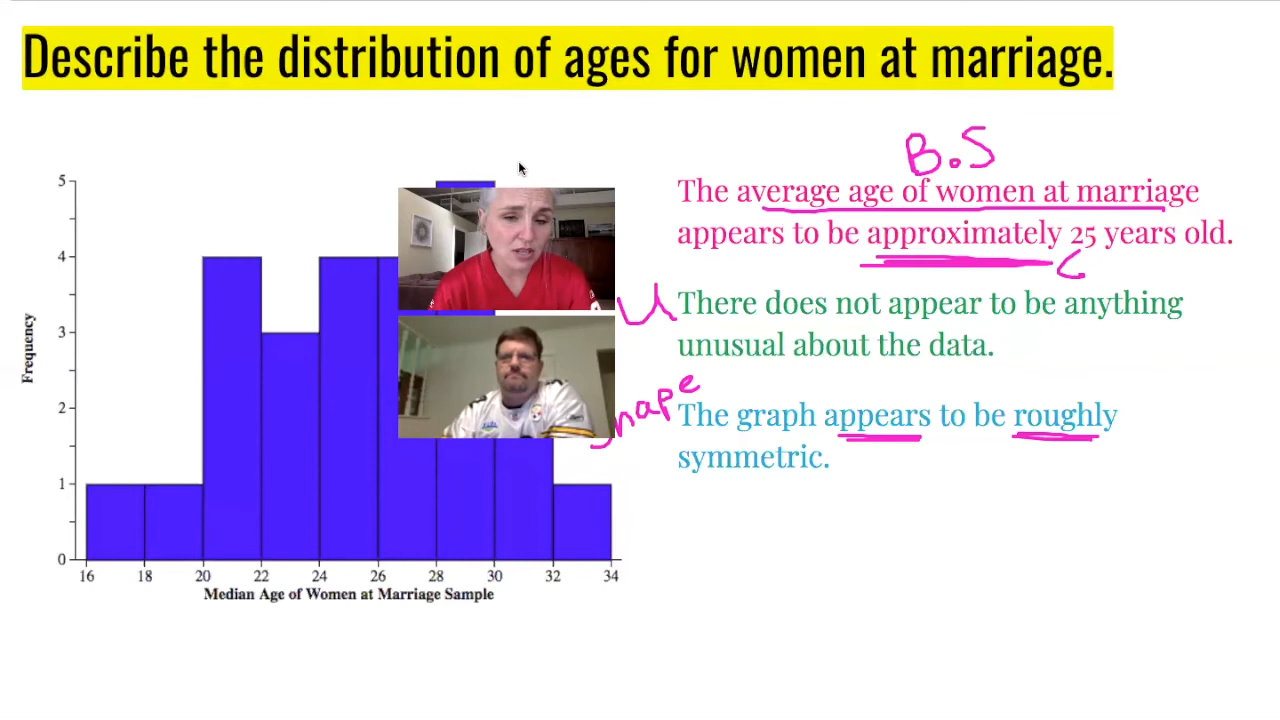 Describe the distribution of ages for women at marriage.
B.S
The average age of women at marriage
appears to be approximately 25 years old.
C
U
There does not appear to be anything
unusual about the data.
shape
The graph appears to be roughly
symmetric.
Frequency
5
4
3
2
1
0
16 18 20 22 24 26 28 30 32 34
Median Age of Women at Marriage Sample